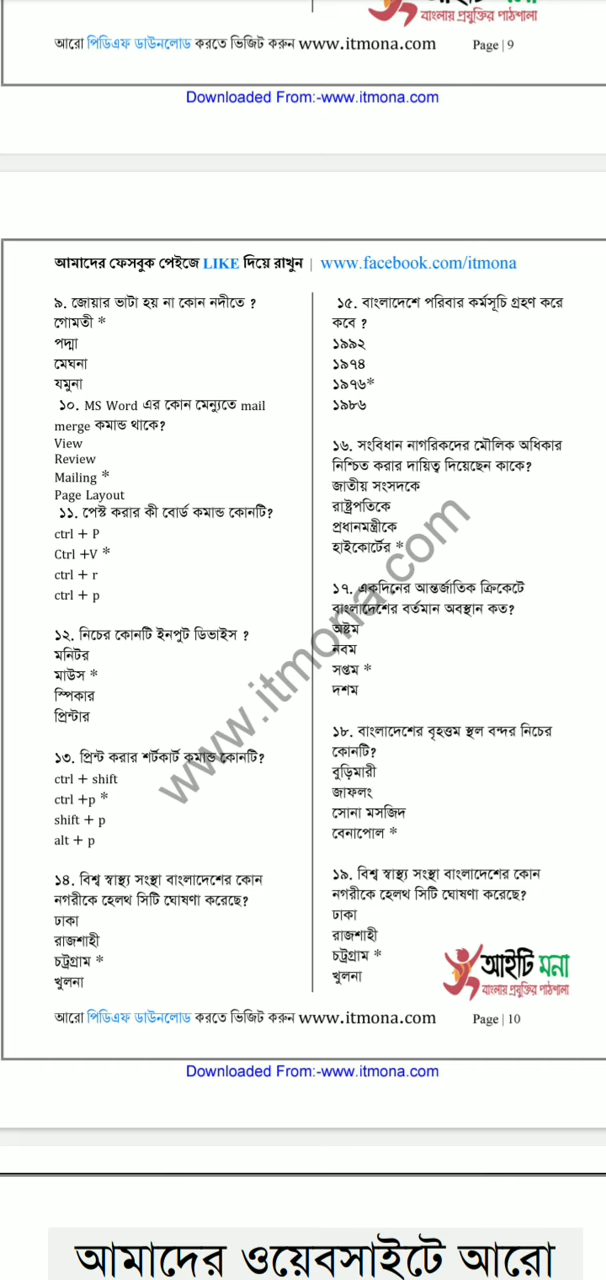 বাংলায় প্রযুক্তির পাঠশালা
আরো পিডিএফ ডাউনলোড করতে ভিজিট করুন www.itmona.com Page | 9
Downloaded From:-www.itmona.com
আমাদের ফেসবুক পেইজে LIKE দিয়ে রাখুন | www.facebook.com/itmona
৯. জোয়ার ভাটা হয় না কোন নদীতে ?
গোমতী *
পদ্মা
মেঘনা
যমুনা
১০. MS Word এর কোন মেন্যুতে mail
merge কমান্ড থাকে?
View
Review
Mailing *
Page Layout
১১. পেস্ট করার কী বোর্ড কমান্ড কোনটি?
ctrl + P
Ctrl +V *
ctrl + r
ctrl + p
১২. নিচের কোনটি ইনপুট ডিভাইস ?
মনিটর
মাউস *
স্পিকার
প্রিন্টার
১৩. প্রিন্ট করার শর্টকার্ট কমান্ড কোনটি?
ctrl + shift
ctrl +p *
shift + p
alt + p
১৪. বিশ্ব স্বাস্থ্য সংস্থা বাংলাদেশের কোন
নগরীকে হেলথ সিটি ঘোষণা করেছে?
ঢাকা
রাজশাহী
চট্রগ্রাম *
খুলনা
১৫. বাংলাদেশে পরিবার কর্মসূচি গ্রহণ করে
কবে ?
১৯৯২
১৯৭৪
১৯৭৬*
১৯৮৬
১৬. সংবিধান নাগরিকদের মৌলিক অধিকার
নিশ্চিত করার দায়িত্ব দিয়েছেন কাকে?
জাতীয় সংসদকে
রাষ্ট্রপতিকে
প্রধানমন্ত্রীকে
হাইকোর্টের *
১৭. একদিনের আন্তর্জাতিক ক্রিকেটে
বাংলাদেশের বর্তমান অবস্থান কত?
অষ্টম
নবম
সপ্তম *
দশম
১৮. বাংলাদেশের বৃহত্তম স্থল বন্দর নিচের
কোনটি?
বুড়িমারী
জাফলং
সোনা মসজিদ
বেনাপোল *
১৯. বিশ্ব স্বাস্থ্য সংস্থা বাংলাদেশের কোন
নগরীকে হেলথ সিটি ঘোষণা করেছে?
ঢাকা
রাজশাহী
চট্রগ্রাম *
খুলনা
www.itmona.com
আইটি মনা
বাংলায় প্রযুক্তির পাঠশালা
আরো পিডিএফ ডাউনলোড করতে ভিজিট করুন www.itmona.com Page | 10
Downloaded From:-www.itmona.com
আমাদের ওয়েবসাইটে আরো